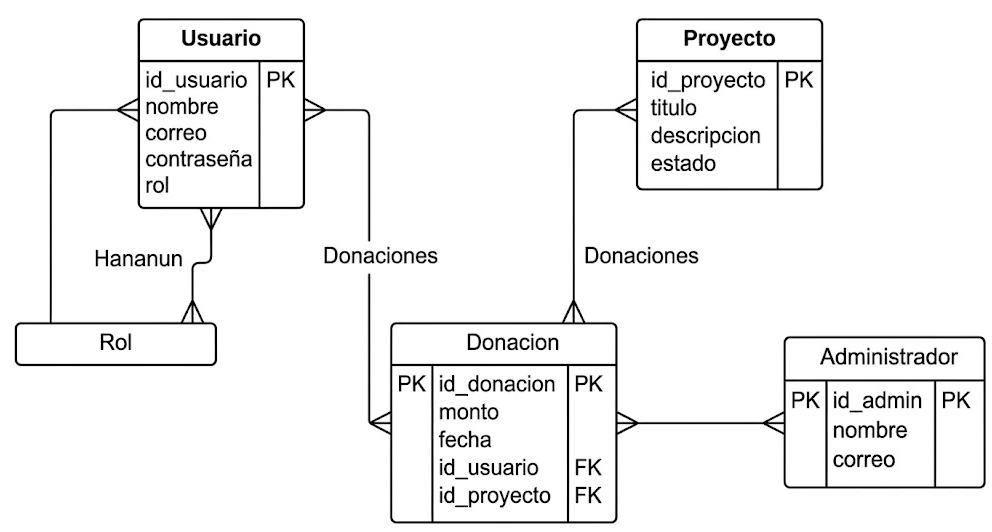 Usuario
id_usuario PK
nombre
correo
contraseña
rol
Proyecto
id_proyecto PK
titulo
descripcion
estado
Hananun
Donaciones
Donaciones
Rol
Donacion
PK id_donacion PK
monto
fecha
id_usuario FK
id_proyecto FK
Administrador
PK id_admin PK
nombre
correo